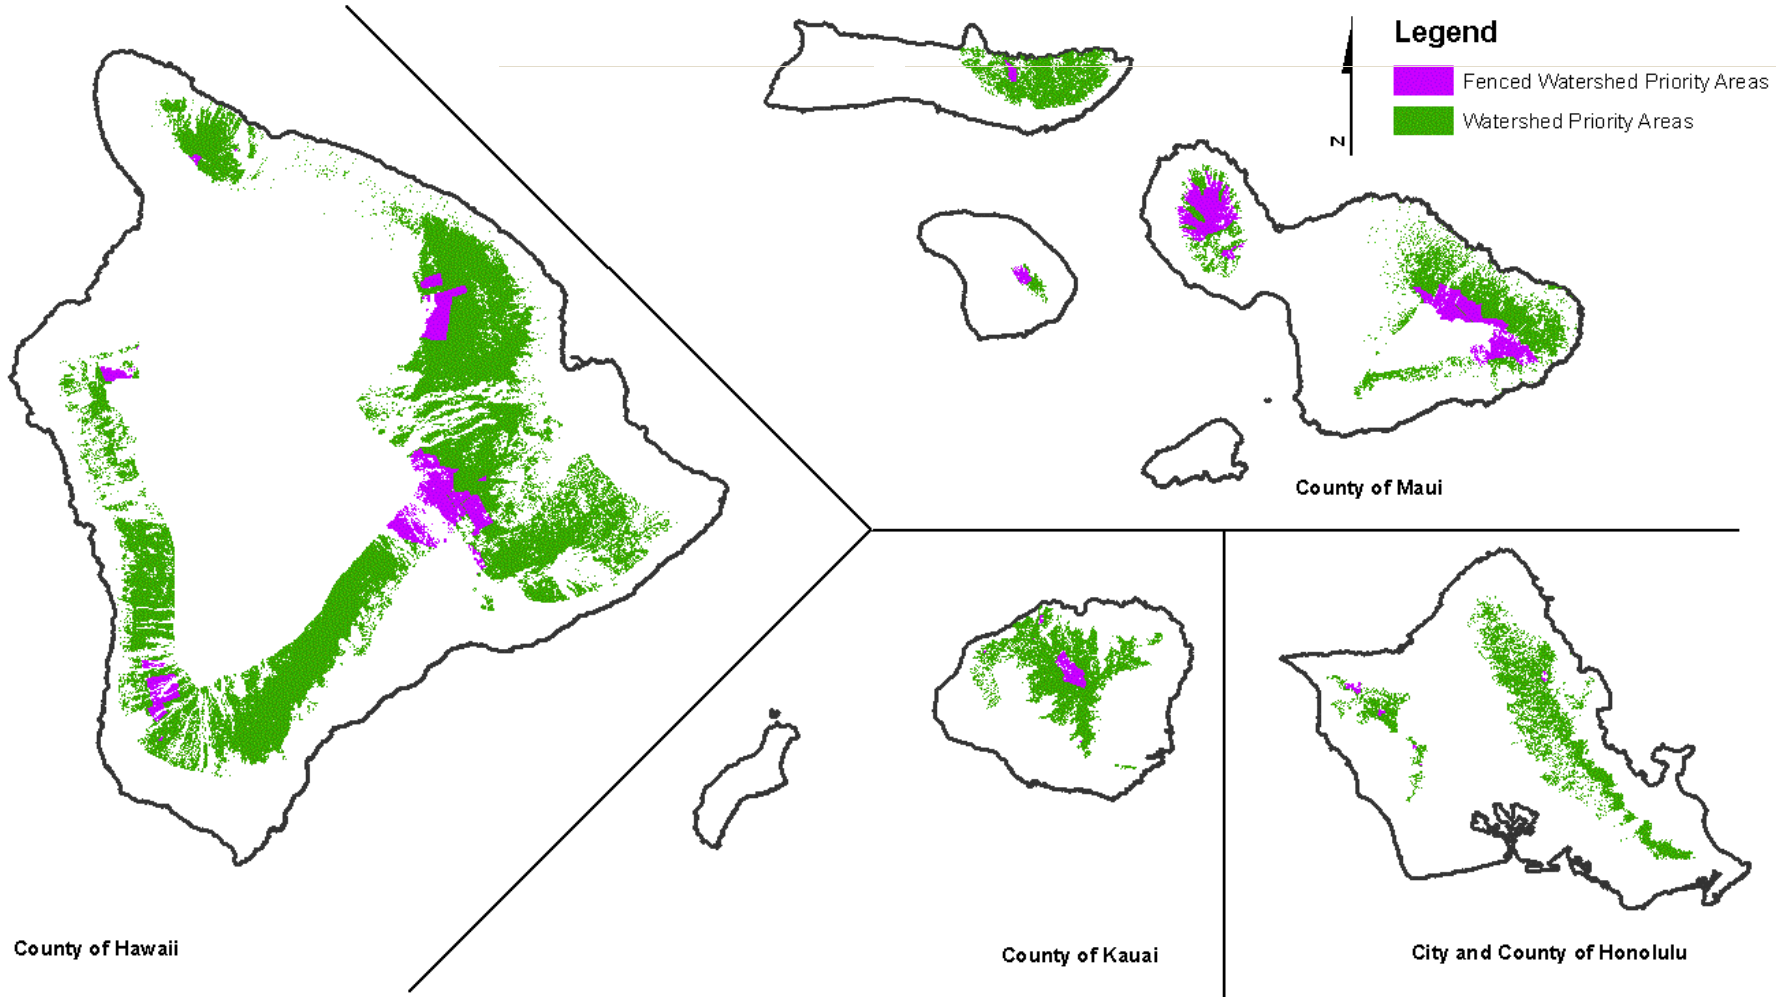 Legend
Fenced Watershed Priority Areas
Watershed Priority Areas
N
County of Maui
County of Hawaii
County of Kauai
City and County of Honolulu